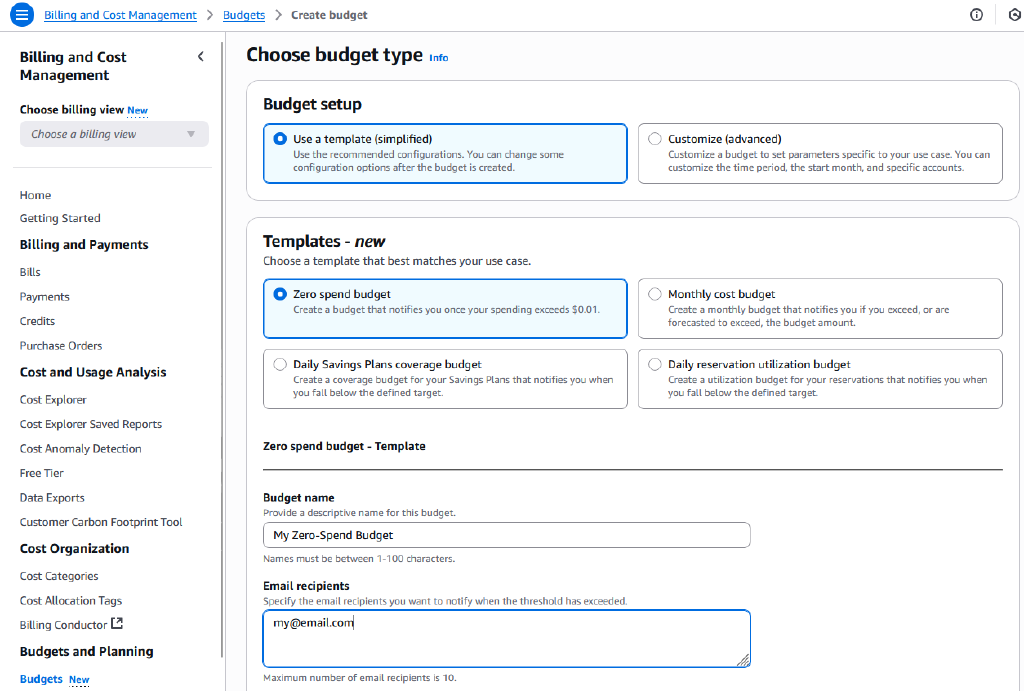 Billing and Cost Management > Budgets > Create budget
Billing and Cost
Management
Choose billing view New
Choose a billing view
Home
Getting Started
Billing and Payments
Bills
Payments
Credits
Purchase Orders
Cost and Usage Analysis
Cost Explorer
Cost Explorer Saved Reports
Cost Anomaly Detection
Free Tier
Data Exports
Customer Carbon Footprint Tool
Cost Organization
Cost Categories
Cost Allocation Tags
Billing Conductor
Budgets and Planning
Budgets New
Choose budget type Info
Budget setup
Use a template (simplified)
Use the recommended configurations. You can change some
configuration options after the budget is created.
Customize (advanced)
Customize a budget to set parameters specific to your use case. You can
customize the time period, the start month, and specific accounts.
Templates - new
Choose a template that best matches your use case.
Zero spend budget
Create a budget that notifies you once your spending exceeds $0.01.
Monthly cost budget
Create a monthly budget that notifies you if you exceed, or are
forecasted to exceed, the budget amount.
Daily Savings Plans coverage budget
Create a coverage budget for your Savings Plans that notifies you when
you fall below the defined target.
Daily reservation utilization budget
Create a utilization budget for your reservations that notifies you when
you fall below the defined target.
Zero spend budget - Template
Budget name
Provide a descriptive name for this budget.
My Zero-Spend Budget
Names must be between 1-100 characters.
Email recipients
Specify the email recipients you want to notify when the threshold has exceeded.
my@email.com
Maximum number of email recipients is 10.